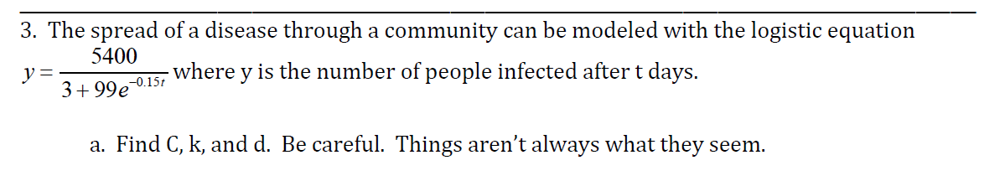 3. The spread of a disease through a community can be modeled with the logistic equation
y = 5400 / (3 + 99e^(-0.15t)) where y is the number of people infected after t days.
a. Find C, k, and d. Be careful. Things aren’t always what they seem.